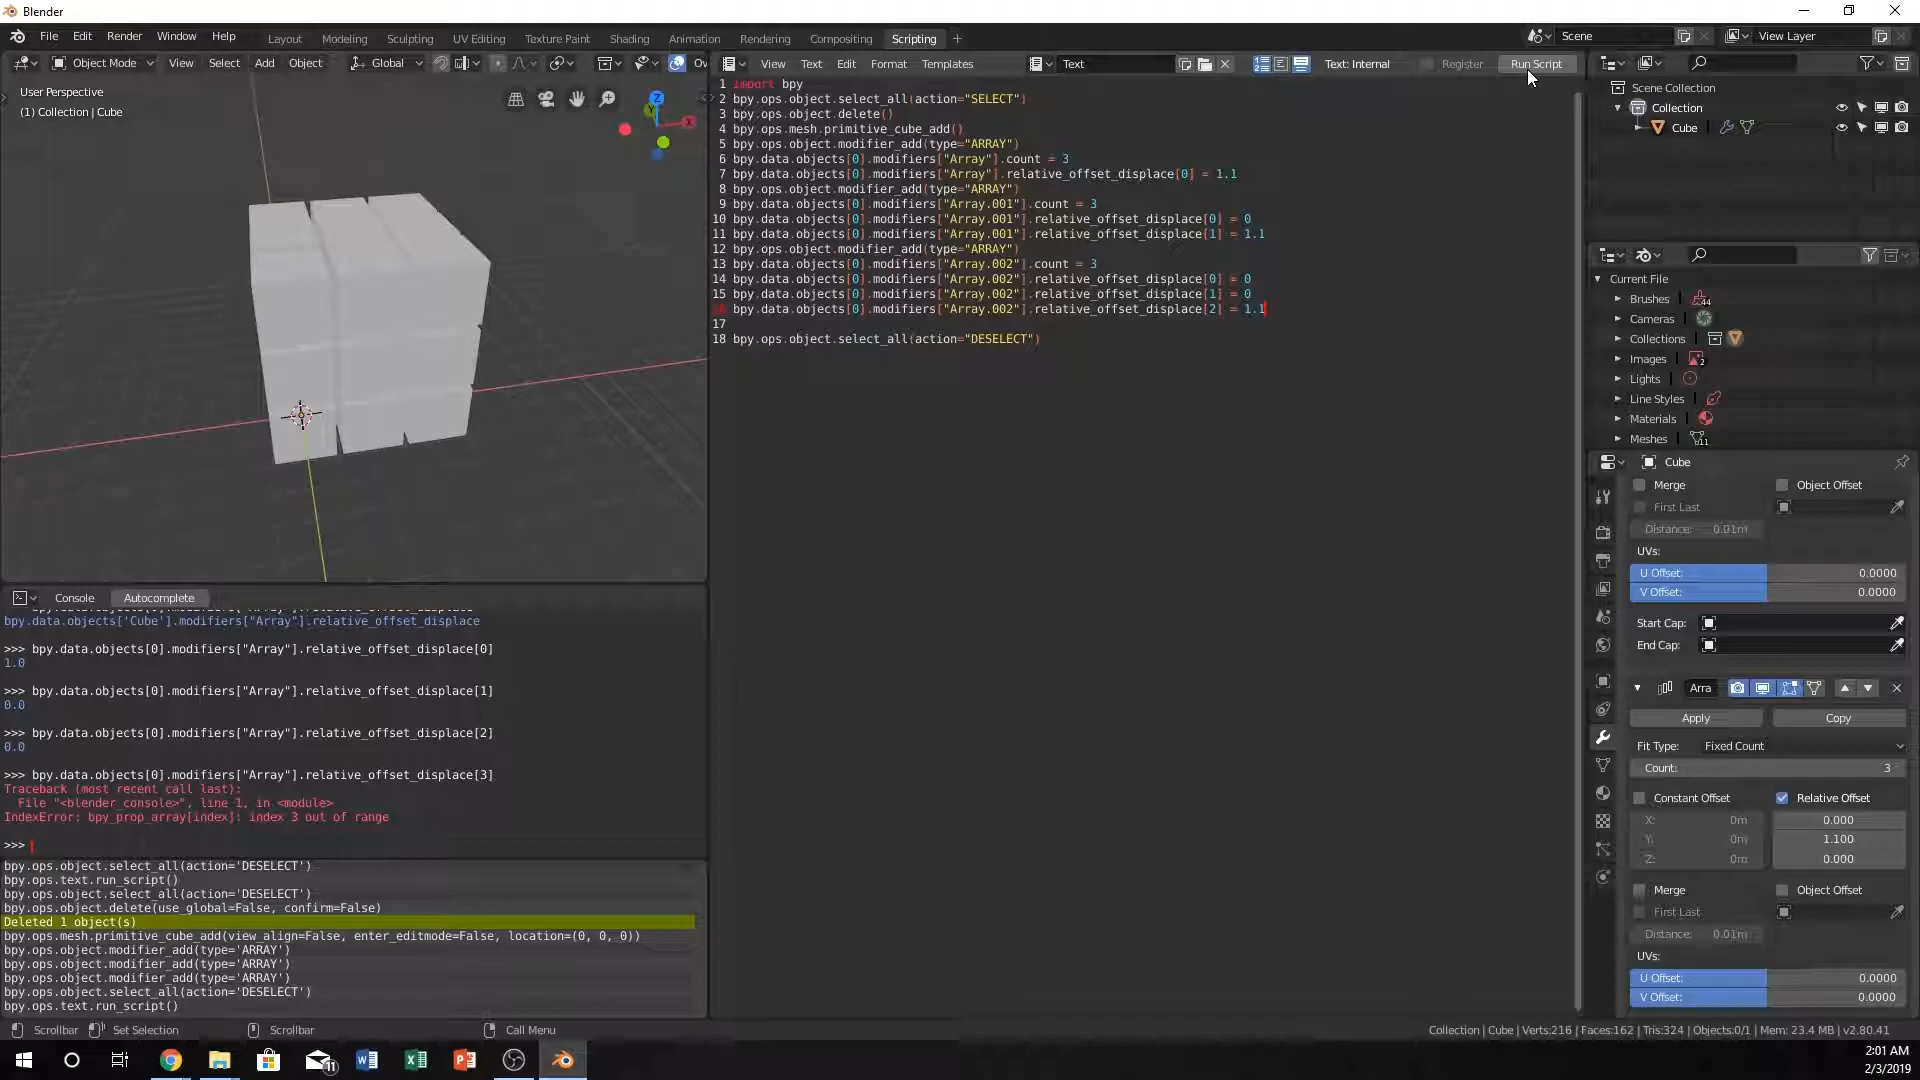 Blender
File Edit Render Window Help Layout Modeling Sculpting UV Editing Texture Paint Shading Animation Rendering Compositing Scripting + Scene View Layer
Object Mode View Select Add Object Global Ov
View Text Edit Format Templates Text Text: Internal Register Run Script
User Perspective
(1) Collection | Cube
Z
Y
X
1 import bpy
2 bpy.ops.object.select_all(action="SELECT")
3 bpy.ops.object.delete()
4 bpy.ops.mesh.primitive_cube_add()
5 bpy.ops.object.modifier_add(type="ARRAY")
6 bpy.data.objects[0].modifiers["Array"].count = 3
7 bpy.data.objects[0].modifiers["Array"].relative_offset_displace[0] = 1.1
8 bpy.ops.object.modifier_add(type="ARRAY")
9 bpy.data.objects[0].modifiers["Array.001"].count = 3
10 bpy.data.objects[0].modifiers["Array.001"].relative_offset_displace[0] = 0
11 bpy.data.objects[0].modifiers["Array.001"].relative_offset_displace[1] = 1.1
12 bpy.ops.object.modifier_add(type="ARRAY")
13 bpy.data.objects[0].modifiers["Array.002"].count = 3
14 bpy.data.objects[0].modifiers["Array.002"].relative_offset_displace[0] = 0
15 bpy.data.objects[0].modifiers["Array.002"].relative_offset_displace[1] = 0
16 bpy.data.objects[0].modifiers["Array.002"].relative_offset_displace[2] = 1.1
17
18 bpy.ops.object.select_all(action="DESELECT")
Console Autocomplete
bpy.data.objects['Cube'].modifiers["Array"].relative_offset_displace
>>> bpy.data.objects[0].modifiers["Array"].relative_offset_displace[0]
1.0
>>> bpy.data.objects[0].modifiers["Array"].relative_offset_displace[1]
0.0
>>> bpy.data.objects[0].modifiers["Array"].relative_offset_displace[2]
0.0
>>> bpy.data.objects[0].modifiers["Array"].relative_offset_displace[3]
Traceback (most recent call last):
File "<blender_console>", line 1, in <module>
IndexError: bpy_prop_array[index]: index 3 out of range
>>>
bpy.ops.object.select_all(action='DESELECT')
bpy.ops.text.run_script()
bpy.ops.object.select_all(action='DESELECT')
bpy.ops.object.delete(use_global=False, confirm=False)
Deleted 1 object(s)
bpy.ops.mesh.primitive_cube_add(view_align=False, enter_editmode=False, location=(0, 0, 0))
bpy.ops.object.modifier_add(type='ARRAY')
bpy.ops.object.modifier_add(type='ARRAY')
bpy.ops.object.modifier_add(type='ARRAY')
bpy.ops.object.select_all(action='DESELECT')
bpy.ops.text.run_script()
Scene Collection
Collection
Cube
Current File
Brushes 44
Cameras
Collections
Images 2
Lights
Line Styles
Materials
Meshes 11
Cube
Merge Object Offset
First Last
Distance: 0.01m
UVs:
U Offset: 0.0000
V Offset: 0.0000
Start Cap:
End Cap:
Arra
Apply Copy
Fit Type: Fixed Count
Count: 3
Constant Offset Relative Offset
X: 0m 0.000
Y: 0m 1.100
Z: 0m 0.000
Merge Object Offset
First Last
Distance: 0.01m
UVs:
U Offset: 0.0000
V Offset: 0.0000
Scrollbar Set Selection Scrollbar Call Menu Collection | Cube | Verts:216 | Faces:162 | Tris:324 | Objects:0/1 | Mem: 23.4 MB | v2.80.41
11
2:01 AM
2/3/2019